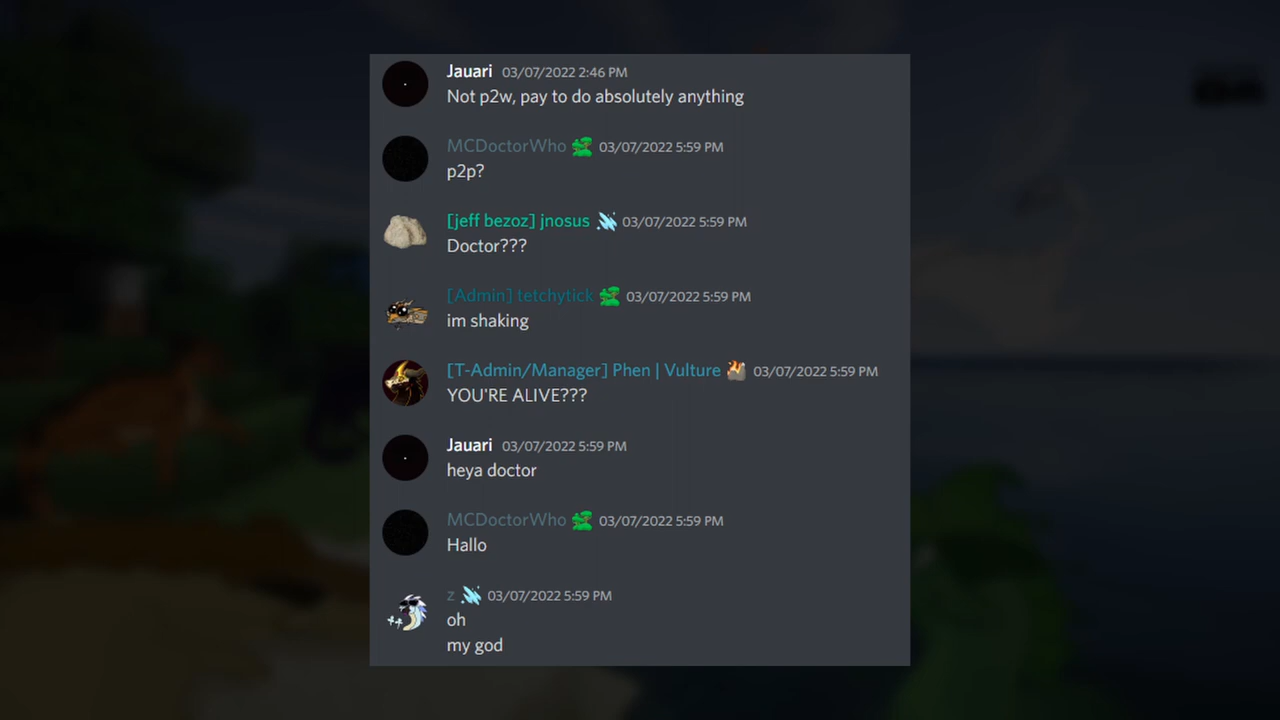 Jauari 03/07/2022 2:46 PM
Not p2w, pay to do absolutely anything
MCDoctorWho 03/07/2022 5:59 PM
p2p?
[jeff bezoz] jnosus 03/07/2022 5:59 PM
Doctor???
[Admin] tetchytick 03/07/2022 5:59 PM
im shaking
[T-Admin/Manager] Phen | Vulture 03/07/2022 5:59 PM
YOU'RE ALIVE???
Jauari 03/07/2022 5:59 PM
heya doctor
MCDoctorWho 03/07/2022 5:59 PM
Hallo
z 03/07/2022 5:59 PM
oh
my god